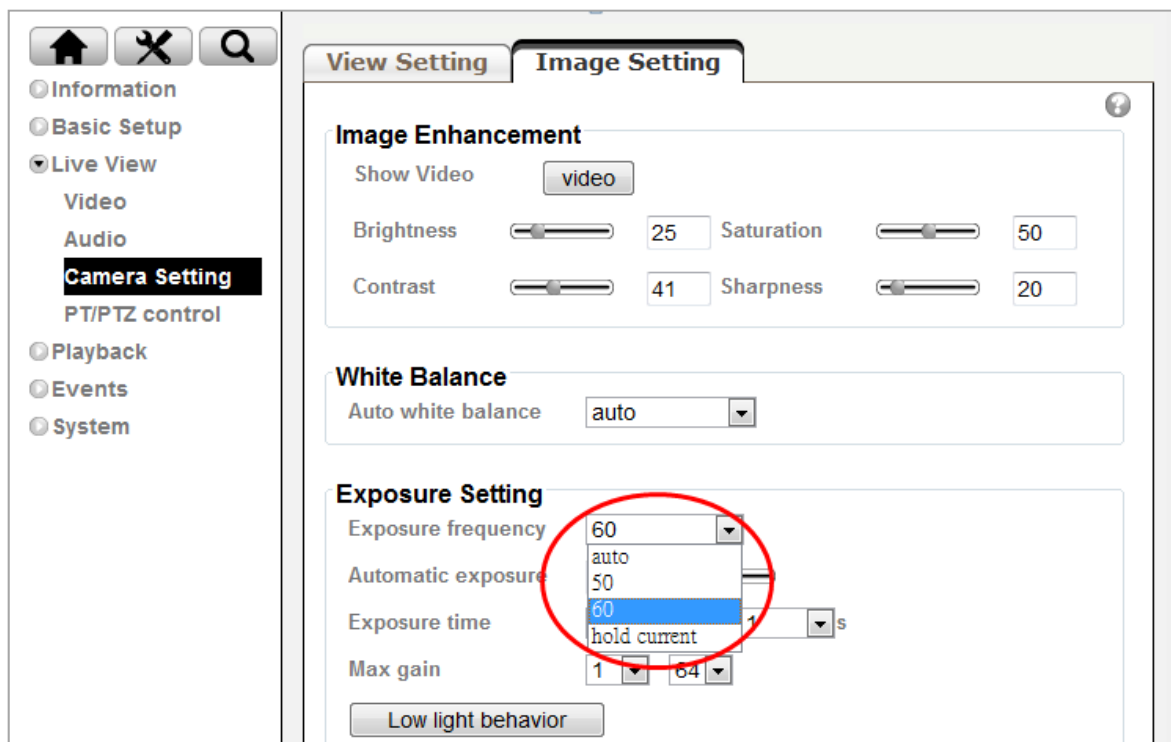 Information
Basic Setup
Live View
Video
Audio
Camera Setting
PT/PTZ control
Playback
Events
System
View Setting Image Setting
?
Image Enhancement
Show Video video
Brightness 25 Saturation 50
Contrast 41 Sharpness 20
White Balance
Auto white balance auto
Exposure Setting
Exposure frequency 60
auto
Automatic exposure 50
60
Exposure time 1 s
hold current
Max gain 1 64
Low light behavior